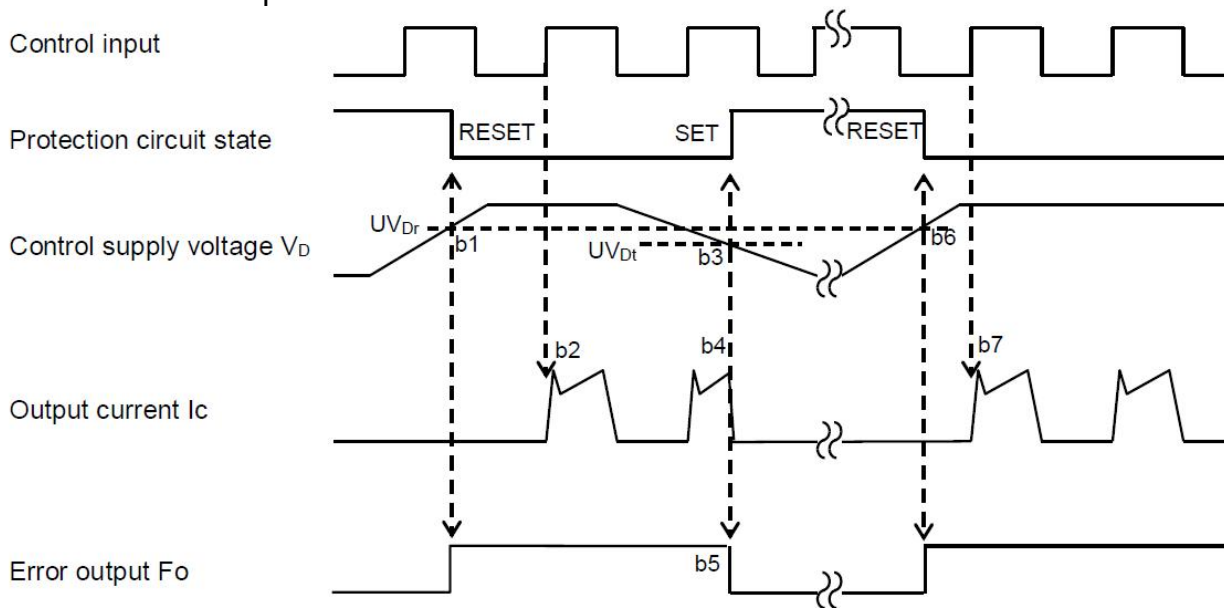 Control input
Protection circuit state
RESET
SET
RESET
Control supply voltage VD
UVDr
b1
UVDt
b3
b6
Output current Ic
b2
b4
b7
Error output Fo
b5